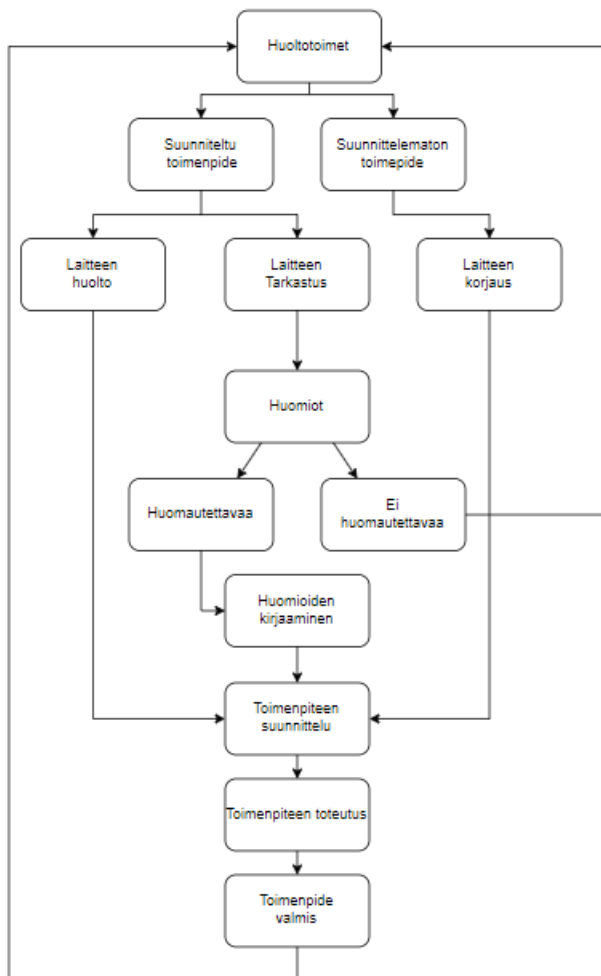 Huoltotoimet
Suunniteltu
toimenpide
Suunnittelematon
toimepide
Laitteen
huolto
Laitteen
Tarkastus
Laitteen
korjaus
Huomiot
Huomautettavaa
Ei
huomautettavaa
Huomioiden
kirjaaminen
Toimenpiteen
suunnittelu
Toimenpiteen toteutus
Toimenpide
valmis